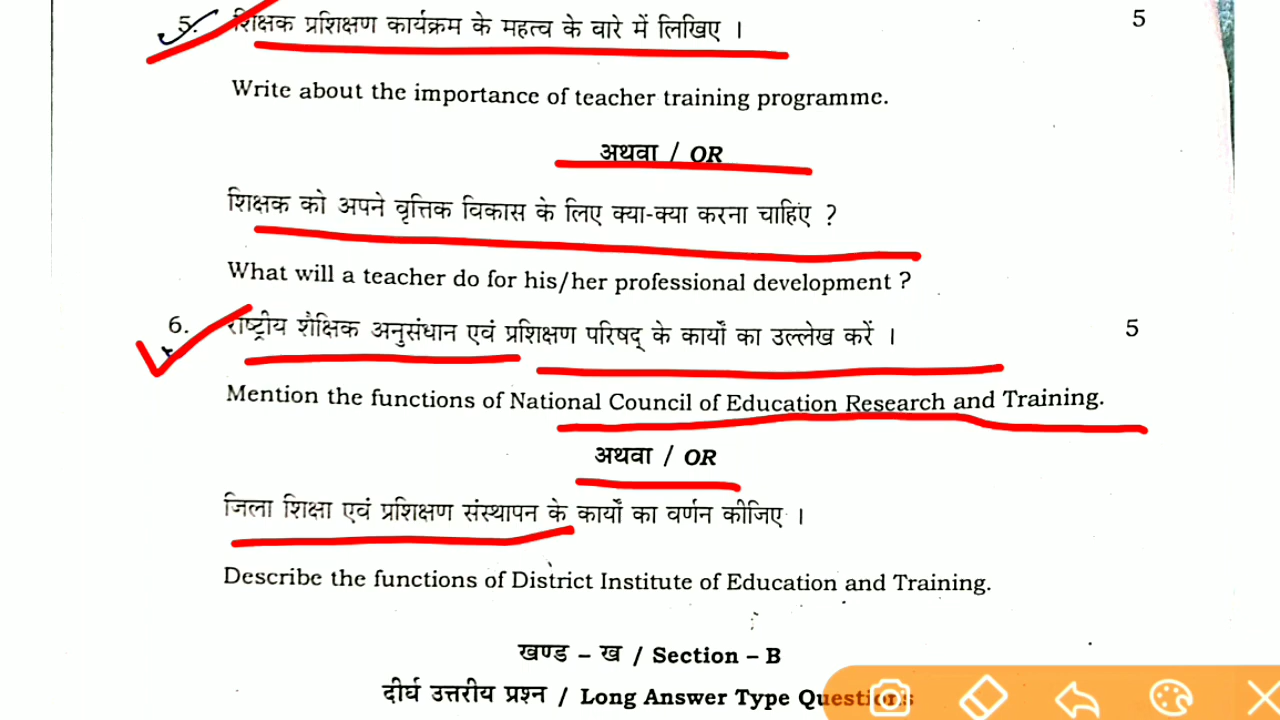 5. शिक्षक प्रशिक्षण कार्यक्रम के महत्व के बारे में लिखिए । 5
Write about the importance of teacher training programme.
अथवा / OR
शिक्षक को अपने वृत्तिक विकास के लिए क्या-क्या करना चाहिए ?
What will a teacher do for his/her professional development ?
6. राष्ट्रीय शैक्षिक अनुसंधान एवं प्रशिक्षण परिषद् के कार्यों का उल्लेख करें । 5
Mention the functions of National Council of Education Research and Training.
अथवा / OR
जिला शिक्षा एवं प्रशिक्षण संस्थापन के कार्यों का वर्णन कीजिए ।
Describe the functions of District Institute of Education and Training.
खण्ड – ख / Section – B
दीर्घ उत्तरीय प्रश्न / Long Answer Type Questions